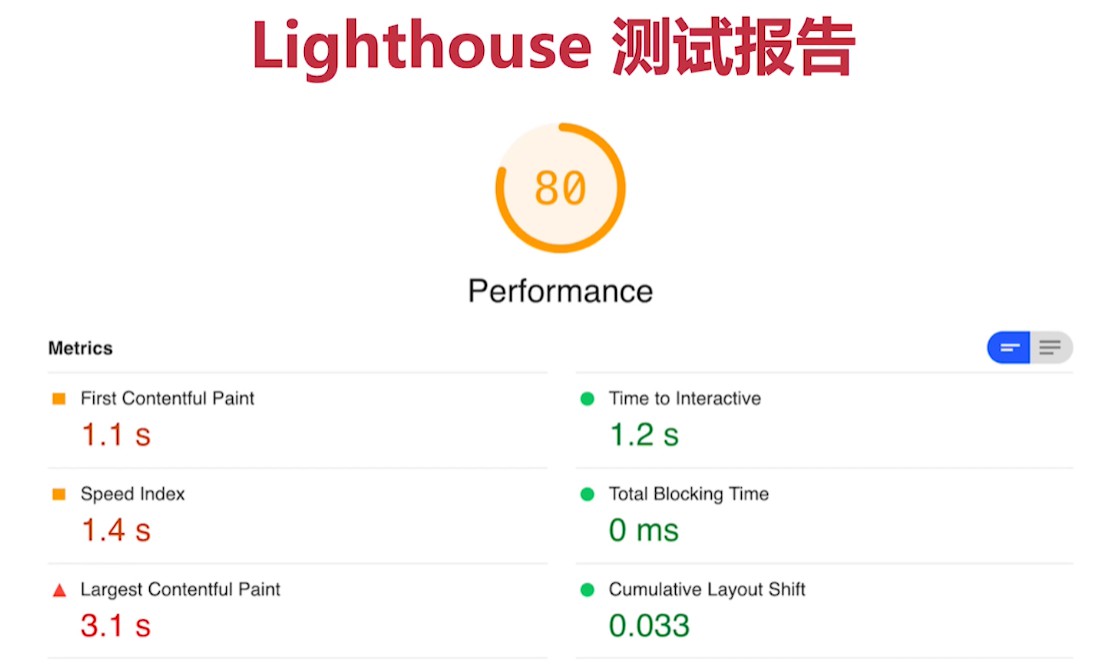 Lighthouse 测试报告
80
Performance
Metrics
First Contentful Paint
1.1 s
Time to Interactive
1.2 s
Speed Index
1.4 s
Total Blocking Time
0 ms
Largest Contentful Paint
3.1 s
Cumulative Layout Shift
0.033